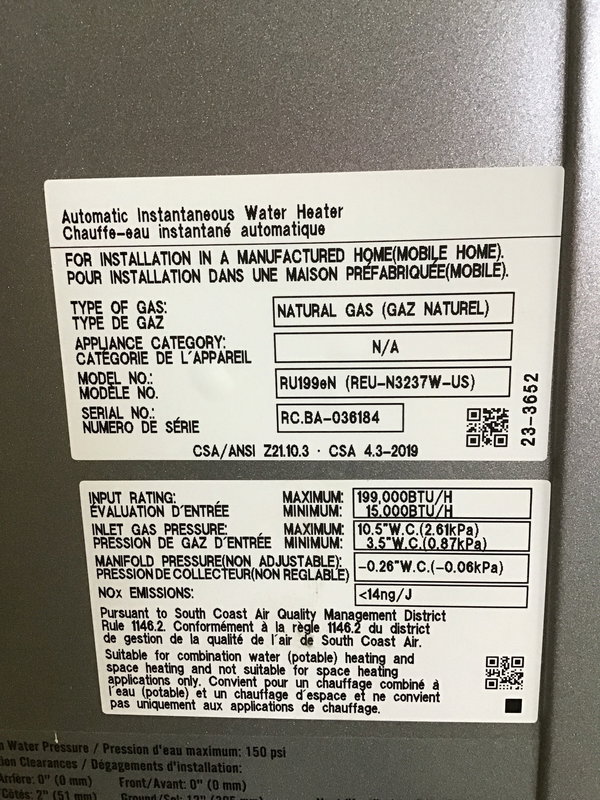 Automatic Instantaneous Water Heater
Chauffe-eau instantané automatique
FOR INSTALLATION IN A MANUFACTURED HOME(MOBILE HOME).
POUR INSTALLATION DANS UNE MAISON PRÉFABRIQUÉE(MOBILE).
TYPE OF GAS: NATURAL GAS (GAZ NATUREL)
TYPE DE GAZ
APPLIANCE CATEGORY: N/A
CATÉGORIE DE L'APPAREIL
MODEL NO.: RU199eN (REU-N3237W-US)
MODÈLE NO.
SERIAL NO.: RC.BA-036184
NUMERO DE SÉRIE
23-3652
CSA/ANSI Z21.10.3 · CSA 4.3-2019
INPUT RATING: MAXIMUM: 199,000BTU/H
ÉVALUATION D'ENTRÉE MINIMUM: 15,000BTU/H
INLET GAS PRESSURE: MAXIMUM: 10.5"W.C.(2.61kPa)
PRESSION DE GAZ D'ENTRÉE MINIMUM: 3.5"W.C.(0.87kPa)
MANIFOLD PRESSURE(NON ADJUSTABLE): -0.26"W.C.(-0.06kPa)
PRESSION DE COLLECTEUR(NON REGLABLE)
NOx EMISSIONS: <14ng/J
Pursuant to South Coast Air Quality Management District
Rule 1146.2. Conformément à la règle 1146.2 du district
de gestion de la qualité de l'air de South Coast Air.
Suitable for combination water (potable) heating and
space heating and not suitable for space heating
applications only. Convient pour un chauffage combiné à
l'eau (potable) et un chauffage d'espace et ne convient
pas uniquement aux applications de chauffage.
Water Pressure / Pression d'eau maximum: 150 psi
Clearances / Dégagements d'installation:
Arrière: 0" (0 mm) Front/Avant: 0" (0 mm)
Côtés: 2" (51 mm) Ground/Sol: 12"